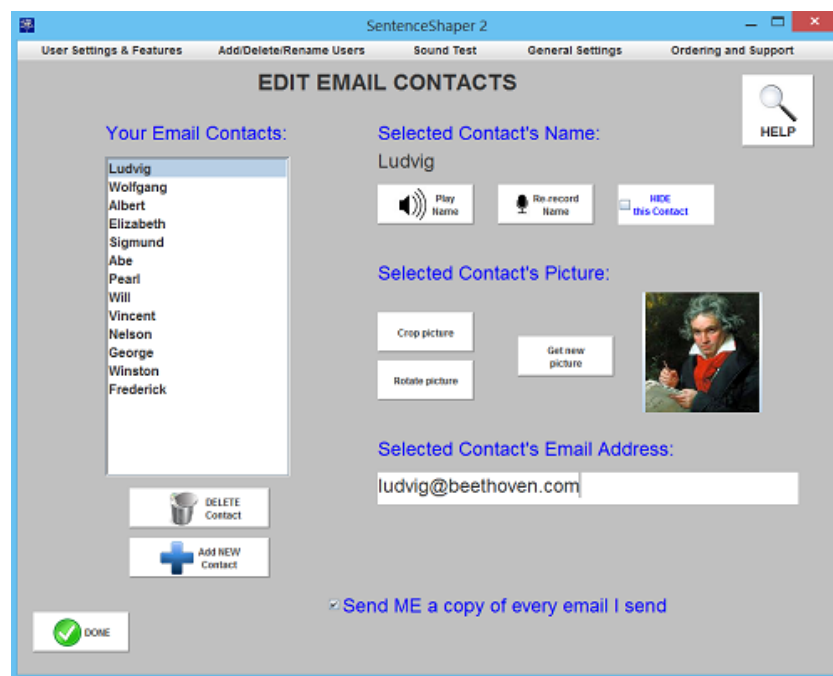 SentenceShaper 2
User Settings & Features Add/Delete/Rename Users Sound Test General Settings Ordering and Support
EDIT EMAIL CONTACTS
HELP
Your Email Contacts:
Ludvig
Wolfgang
Albert
Elizabeth
Sigmund
Abe
Pearl
Will
Vincent
Nelson
George
Winston
Frederick
DELETE
Contact
Add NEW
Contact
Selected Contact's Name:
Ludvig
Play
Name
Re-record
Name
HIDE
this Contact
Selected Contact's Picture:
Crop picture
Rotate picture
Get new
picture
Selected Contact's Email Address:
ludvig@beethoven.com
Send ME a copy of every email I send
DONE